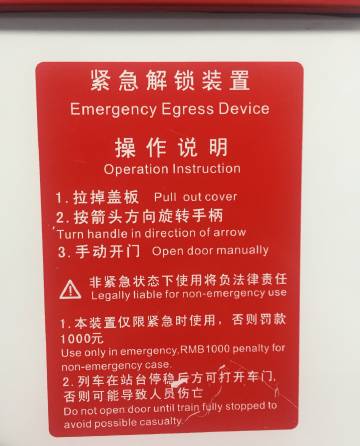 紧急解锁装置
Emergency Egress Device
操作说明
Operation Instruction
1.拉掉盖板 Pull out cover
2.按箭头方向旋转手柄
Turn handle in direction of arrow
3.手动开门 Open door manually
非紧急状态下使用将负法律责任
Legally liable for non-emergency use
1.本装置仅限紧急时使用，否则罚款
1000元
Use only in emergency,RMB1000 penalty for
non-emergency case.
2.列车在站台停稳后方可打开车门,
否则可能导致人员伤亡
Do not open door until train fully stopped to
avoid possible casualty